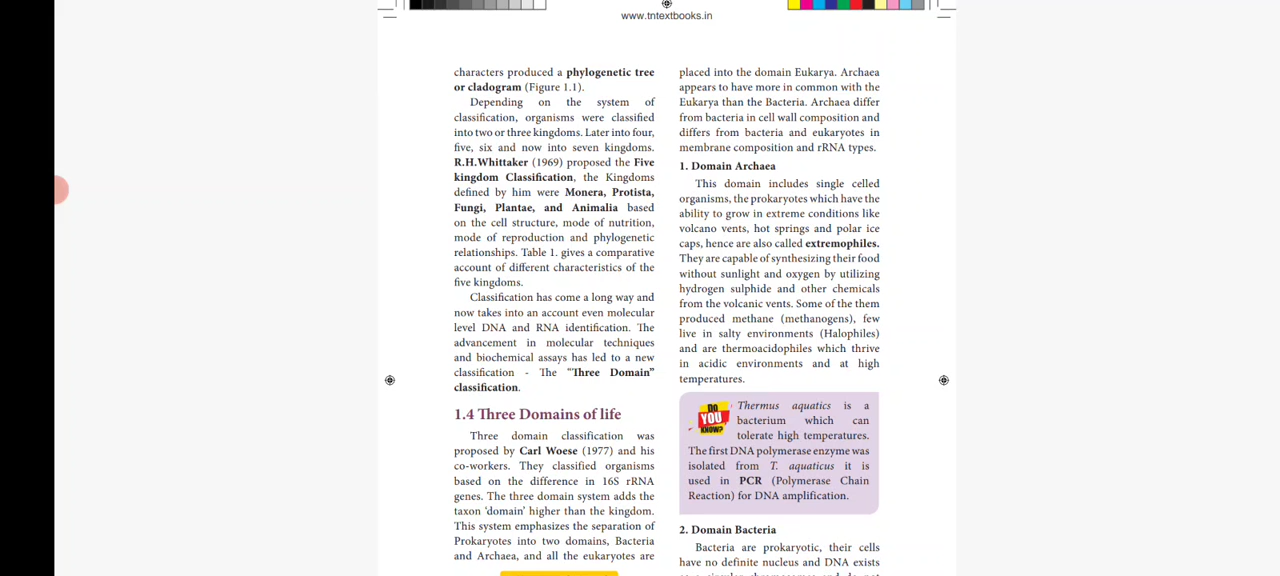 www.tntextbooks.in
characters produced a phylogenetic tree
or cladogram (Figure 1.1).
Depending on the system of
classification, organisms were classified
into two or three kingdoms. Later into four,
five, six and now into seven kingdoms.
R.H.Whittaker (1969) proposed the Five
kingdom Classification, the Kingdoms
defined by him were Monera, Protista,
Fungi, Plantae, and Animalia based
on the cell structure, mode of nutrition,
mode of reproduction and phylogenetic
relationships. Table 1. gives a comparative
account of different characteristics of the
five kingdoms.
Classification has come a long way and
now takes into an account even molecular
level DNA and RNA identification. The
advancement in molecular techniques
and biochemical assays has led to a new
classification - The "Three Domain"
classification.
1.4 Three Domains of life
Three domain classification was
proposed by Carl Woese (1977) and his
co-workers. They classified organisms
based on the difference in 16S rRNA
genes. The three domain system adds the
taxon 'domain' higher than the kingdom.
This system emphasizes the separation of
Prokaryotes into two domains, Bacteria
and Archaea, and all the eukaryotes are
placed into the domain Eukarya. Archaea
appears to have more in common with the
Eukarya than the Bacteria. Archaea differ
from bacteria in cell wall composition and
differs from bacteria and eukaryotes in
membrane composition and rRNA types.
1. Domain Archaea
This domain includes single celled
organisms, the prokaryotes which have the
ability to grow in extreme conditions like
volcano vents, hot springs and polar ice
caps, hence are also called extremophiles.
They are capable of synthesizing their food
without sunlight and oxygen by utilizing
hydrogen sulphide and other chemicals
from the volcanic vents. Some of the them
produced methane (methanogens), few
live in salty environments (Halophiles)
and are thermoacidophiles which thrive
in acidic environments and at high
temperatures.
DO
YOU
KNOW?
Thermus aquatics is a
bacterium which can
tolerate high temperatures.
The first DNA polymerase enzyme was
isolated from T. aquaticus it is
used in PCR (Polymerase Chain
Reaction) for DNA amplification.
2. Domain Bacteria
Bacteria are prokaryotic, their cells
have no definite nucleus and DNA exists